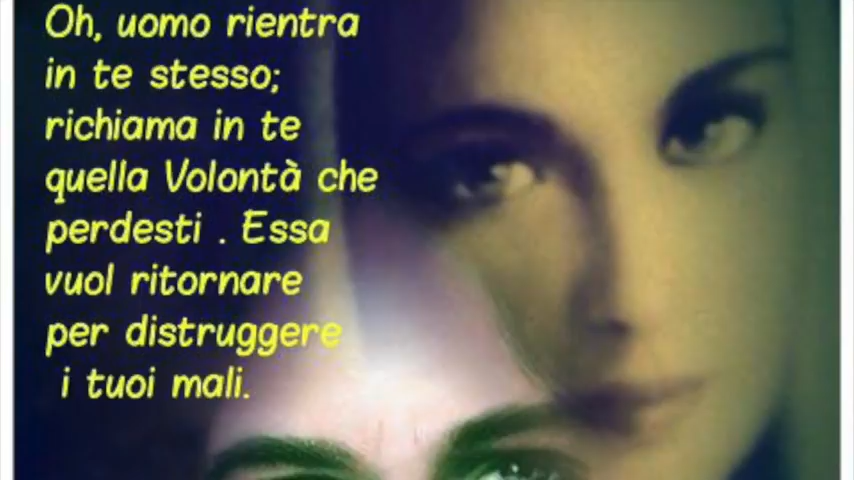 Oh, uomo rientra
in te stesso;
richiama in te
quella Volontà che
perdesti . Essa
vuol ritornare
per distruggere
i tuoi mali.